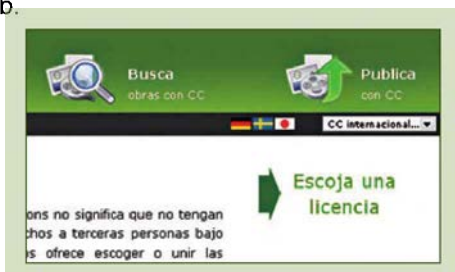 b.
Busca
obras con CC
Publica
con CC
CC internacional...
Escoja una
licencia
ons no significa que no tengan
chos a terceras personas bajo
s ofrece escoger o unir las